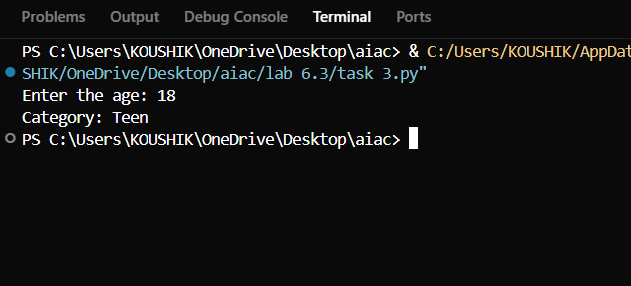 Problems Output Debug Console Terminal Ports
PS C:\Users\KOUSHIK\OneDrive\Desktop\aiac> & C:/Users/KOUSHIK/AppDat
SHIK/OneDrive/Desktop/aiac/lab 6.3/task 3.py"
Enter the age: 18
Category: Teen
PS C:\Users\KOUSHIK\OneDrive\Desktop\aiac>